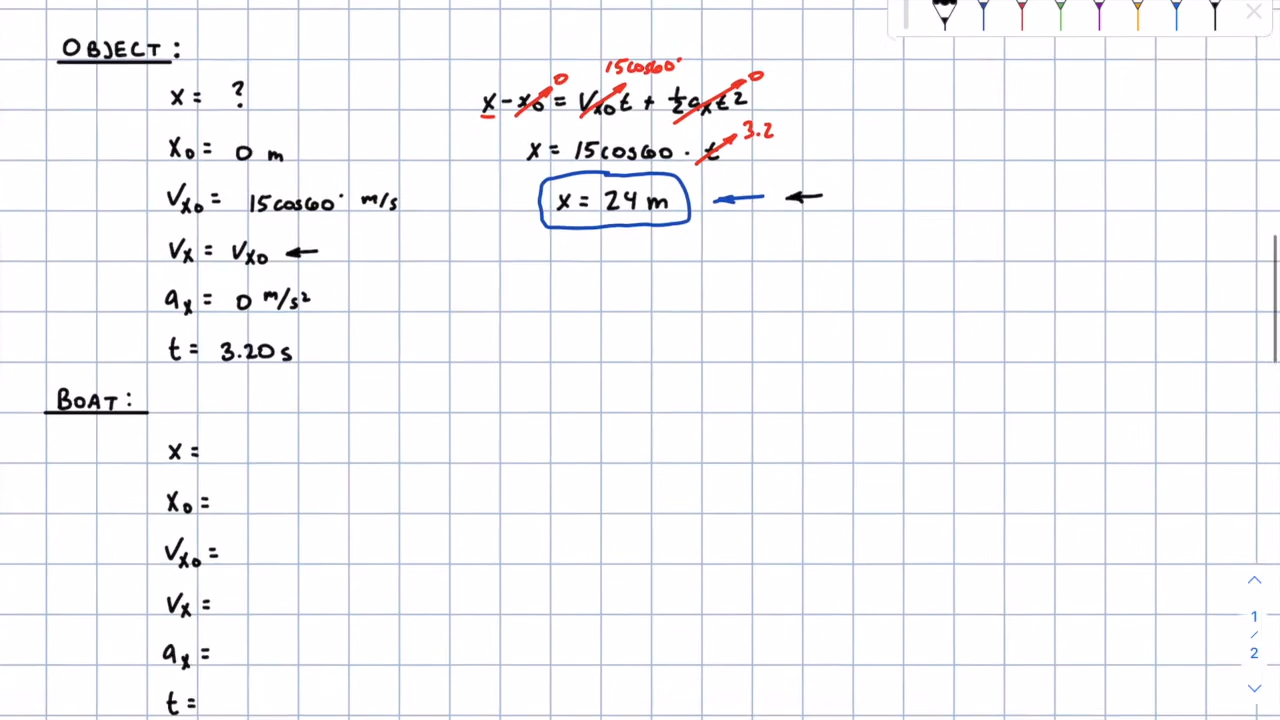 OBJECT:
x = ?
x₀ = 0 m
Vx₀ = 15cos60° m/s
Vx = Vx₀
ax = 0 m/s²
t = 3.20 s
0 15cos60° 0
x - x₀ = Vx₀t + ½axt2
3.2
x = 15cos60 · t
x = 24 m
BOAT:
x =
x₀ =
Vx₀ =
Vx =
ax =
t =
1
/
2